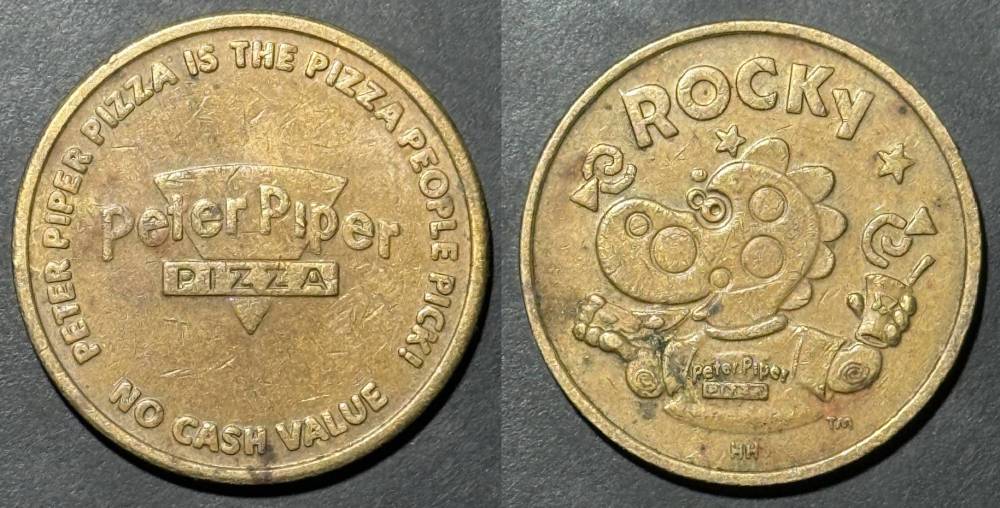 PETER PIPER PIZZA IS THE PIZZA PEOPLE PICK!
Peter Piper
PIZZA
NO CASH VALUE
ROCKy
Peter Piper
PIZZA
TM
HH